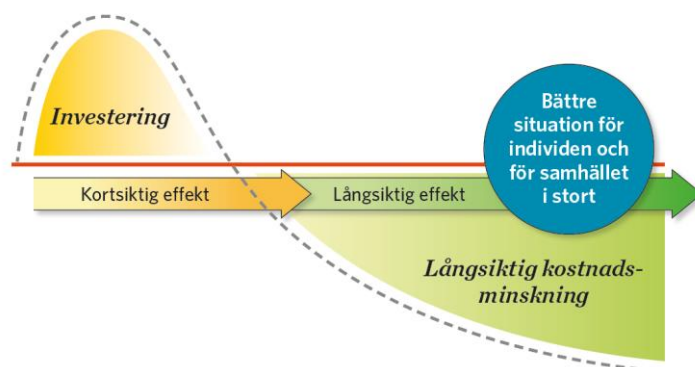 Investering
Bättre
situation för
individen och
för samhället
i stort
Kortsiktig effekt
Långsiktig effekt
Långsiktig kostnads-
minskning